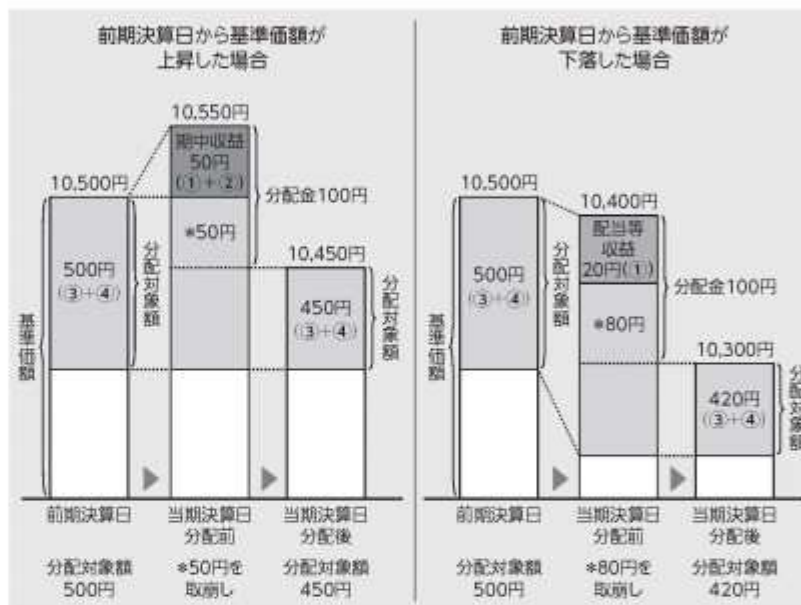 前期決算日から基準価額が
上昇した場合
10,550円
期中収益
50円
(①+②)
10,500円
分配金100円
*50円
10,450円
500円
(③+④)
分配対象額
450円
(③+④)
分配対象額
基準価額
前期決算日
当期決算日
分配前
当期決算日
分配後
分配対象額
500円
*50円を
取崩し
分配対象額
450円
前期決算日から基準価額が
下落した場合
10,500円
10,400円
配当等
収益
20円(①)
分配金100円
500円
(③+④)
分配対象額
*80円
10,300円
420円
(③+④)
分配対象額
基準価額
前期決算日
当期決算日
分配前
当期決算日
分配後
分配対象額
500円
*80円を
取崩し
分配対象額
420円